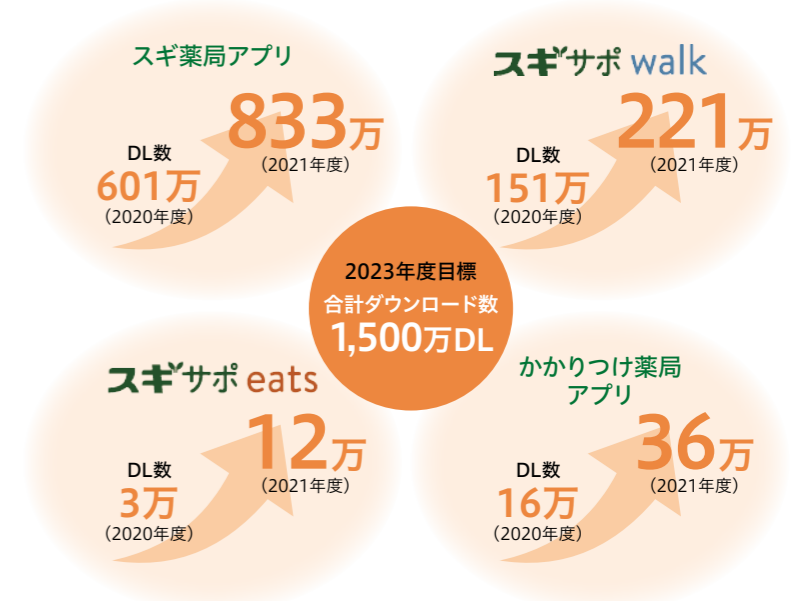 スギ薬局アプリ
833万
(2021年度)
DL数
601万
(2020年度)
スギサポ walk
221万
(2021年度)
DL数
151万
(2020年度)
2023年度目標
合計ダウンロード数
1,500万DL
スギサポ eats
12万
(2021年度)
DL数
3万
(2020年度)
かかりつけ薬局
アプリ
36万
(2021年度)
DL数
16万
(2020年度)